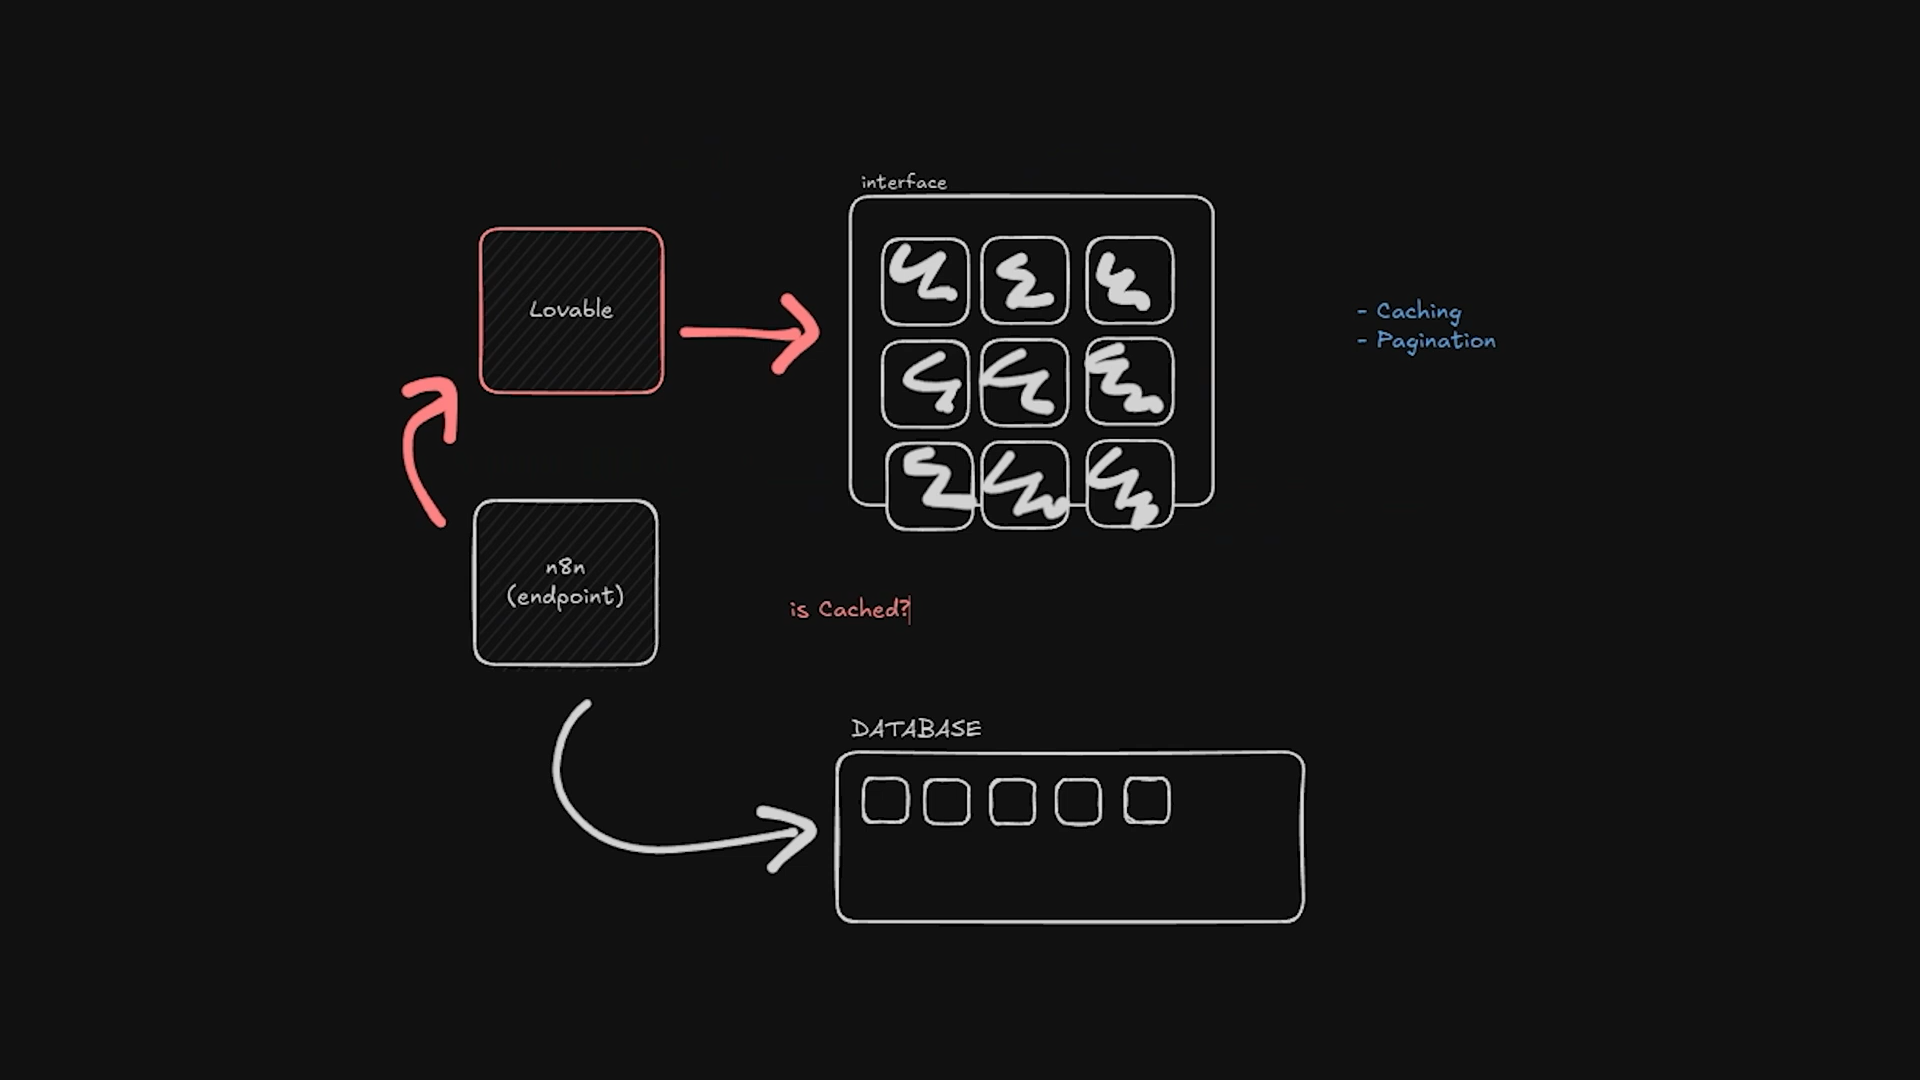 interface
Lovable
- Caching
- Pagination
n8n
(endpoint)
is Cached?
DATABASE